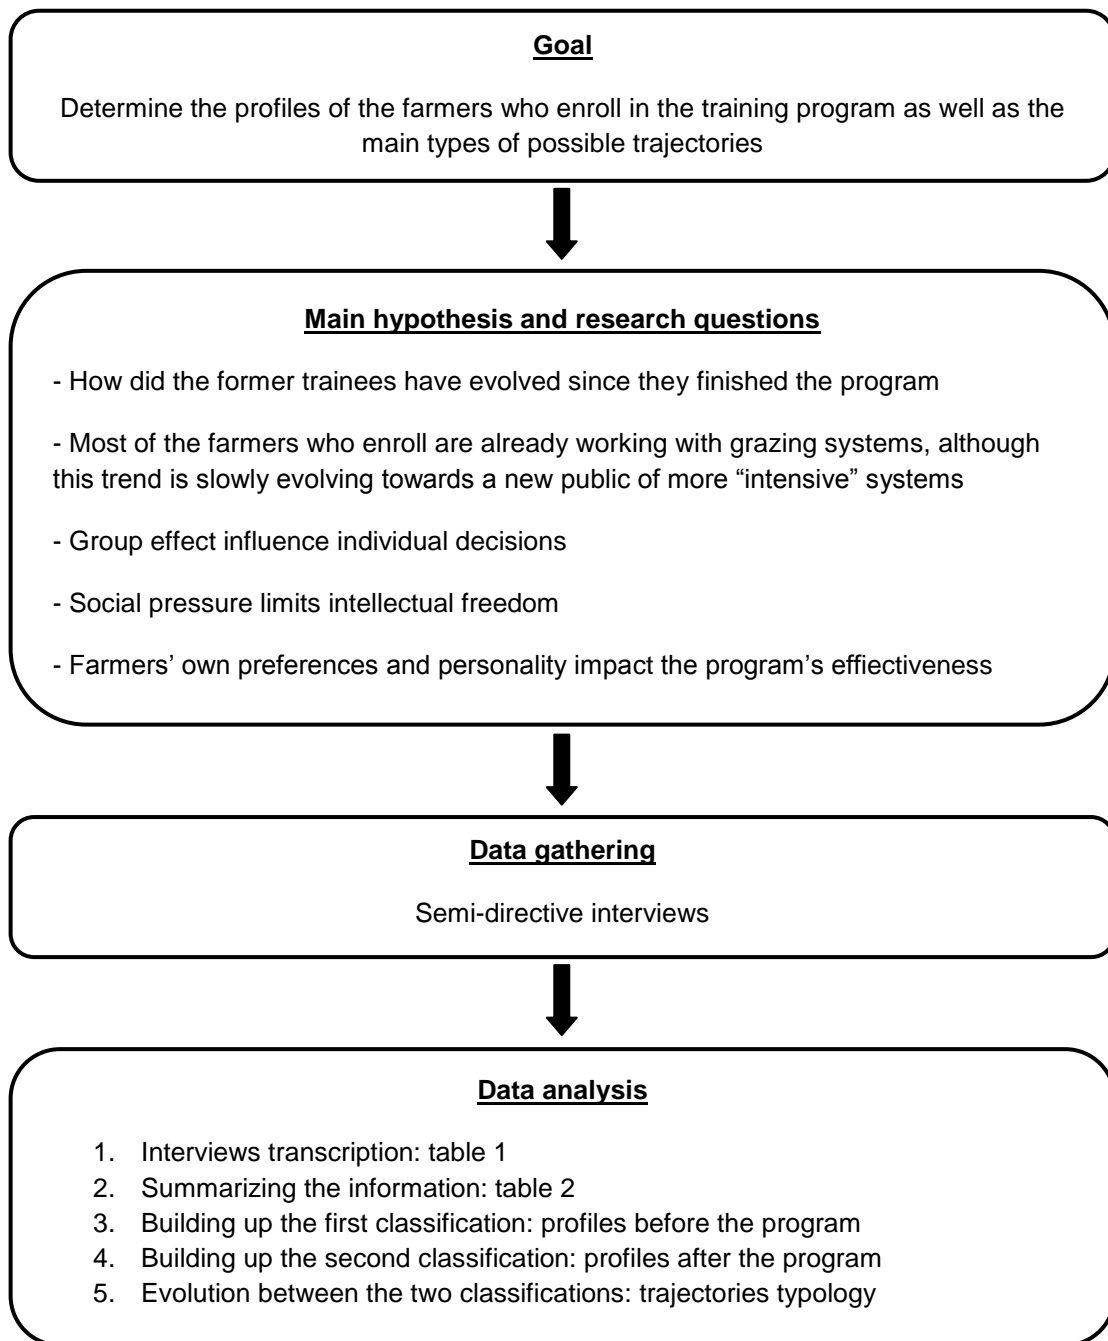 Goal
Determine the profiles of the farmers who enroll in the training program as well as the
main types of possible trajectories
Main hypothesis and research questions
- How did the former trainees have evolved since they finished the program
- Most of the farmers who enroll are already working with grazing systems, although
this trend is slowly evolving towards a new public of more “intensive” systems
- Group effect influence individual decisions
- Social pressure limits intellectual freedom
- Farmers’ own preferences and personality impact the program’s effiectiveness
Data gathering
Semi-directive interviews
Data analysis
1. Interviews transcription: table 1
2. Summarizing the information: table 2
3. Building up the first classification: profiles before the program
4. Building up the second classification: profiles after the program
5. Evolution between the two classifications: trajectories typology